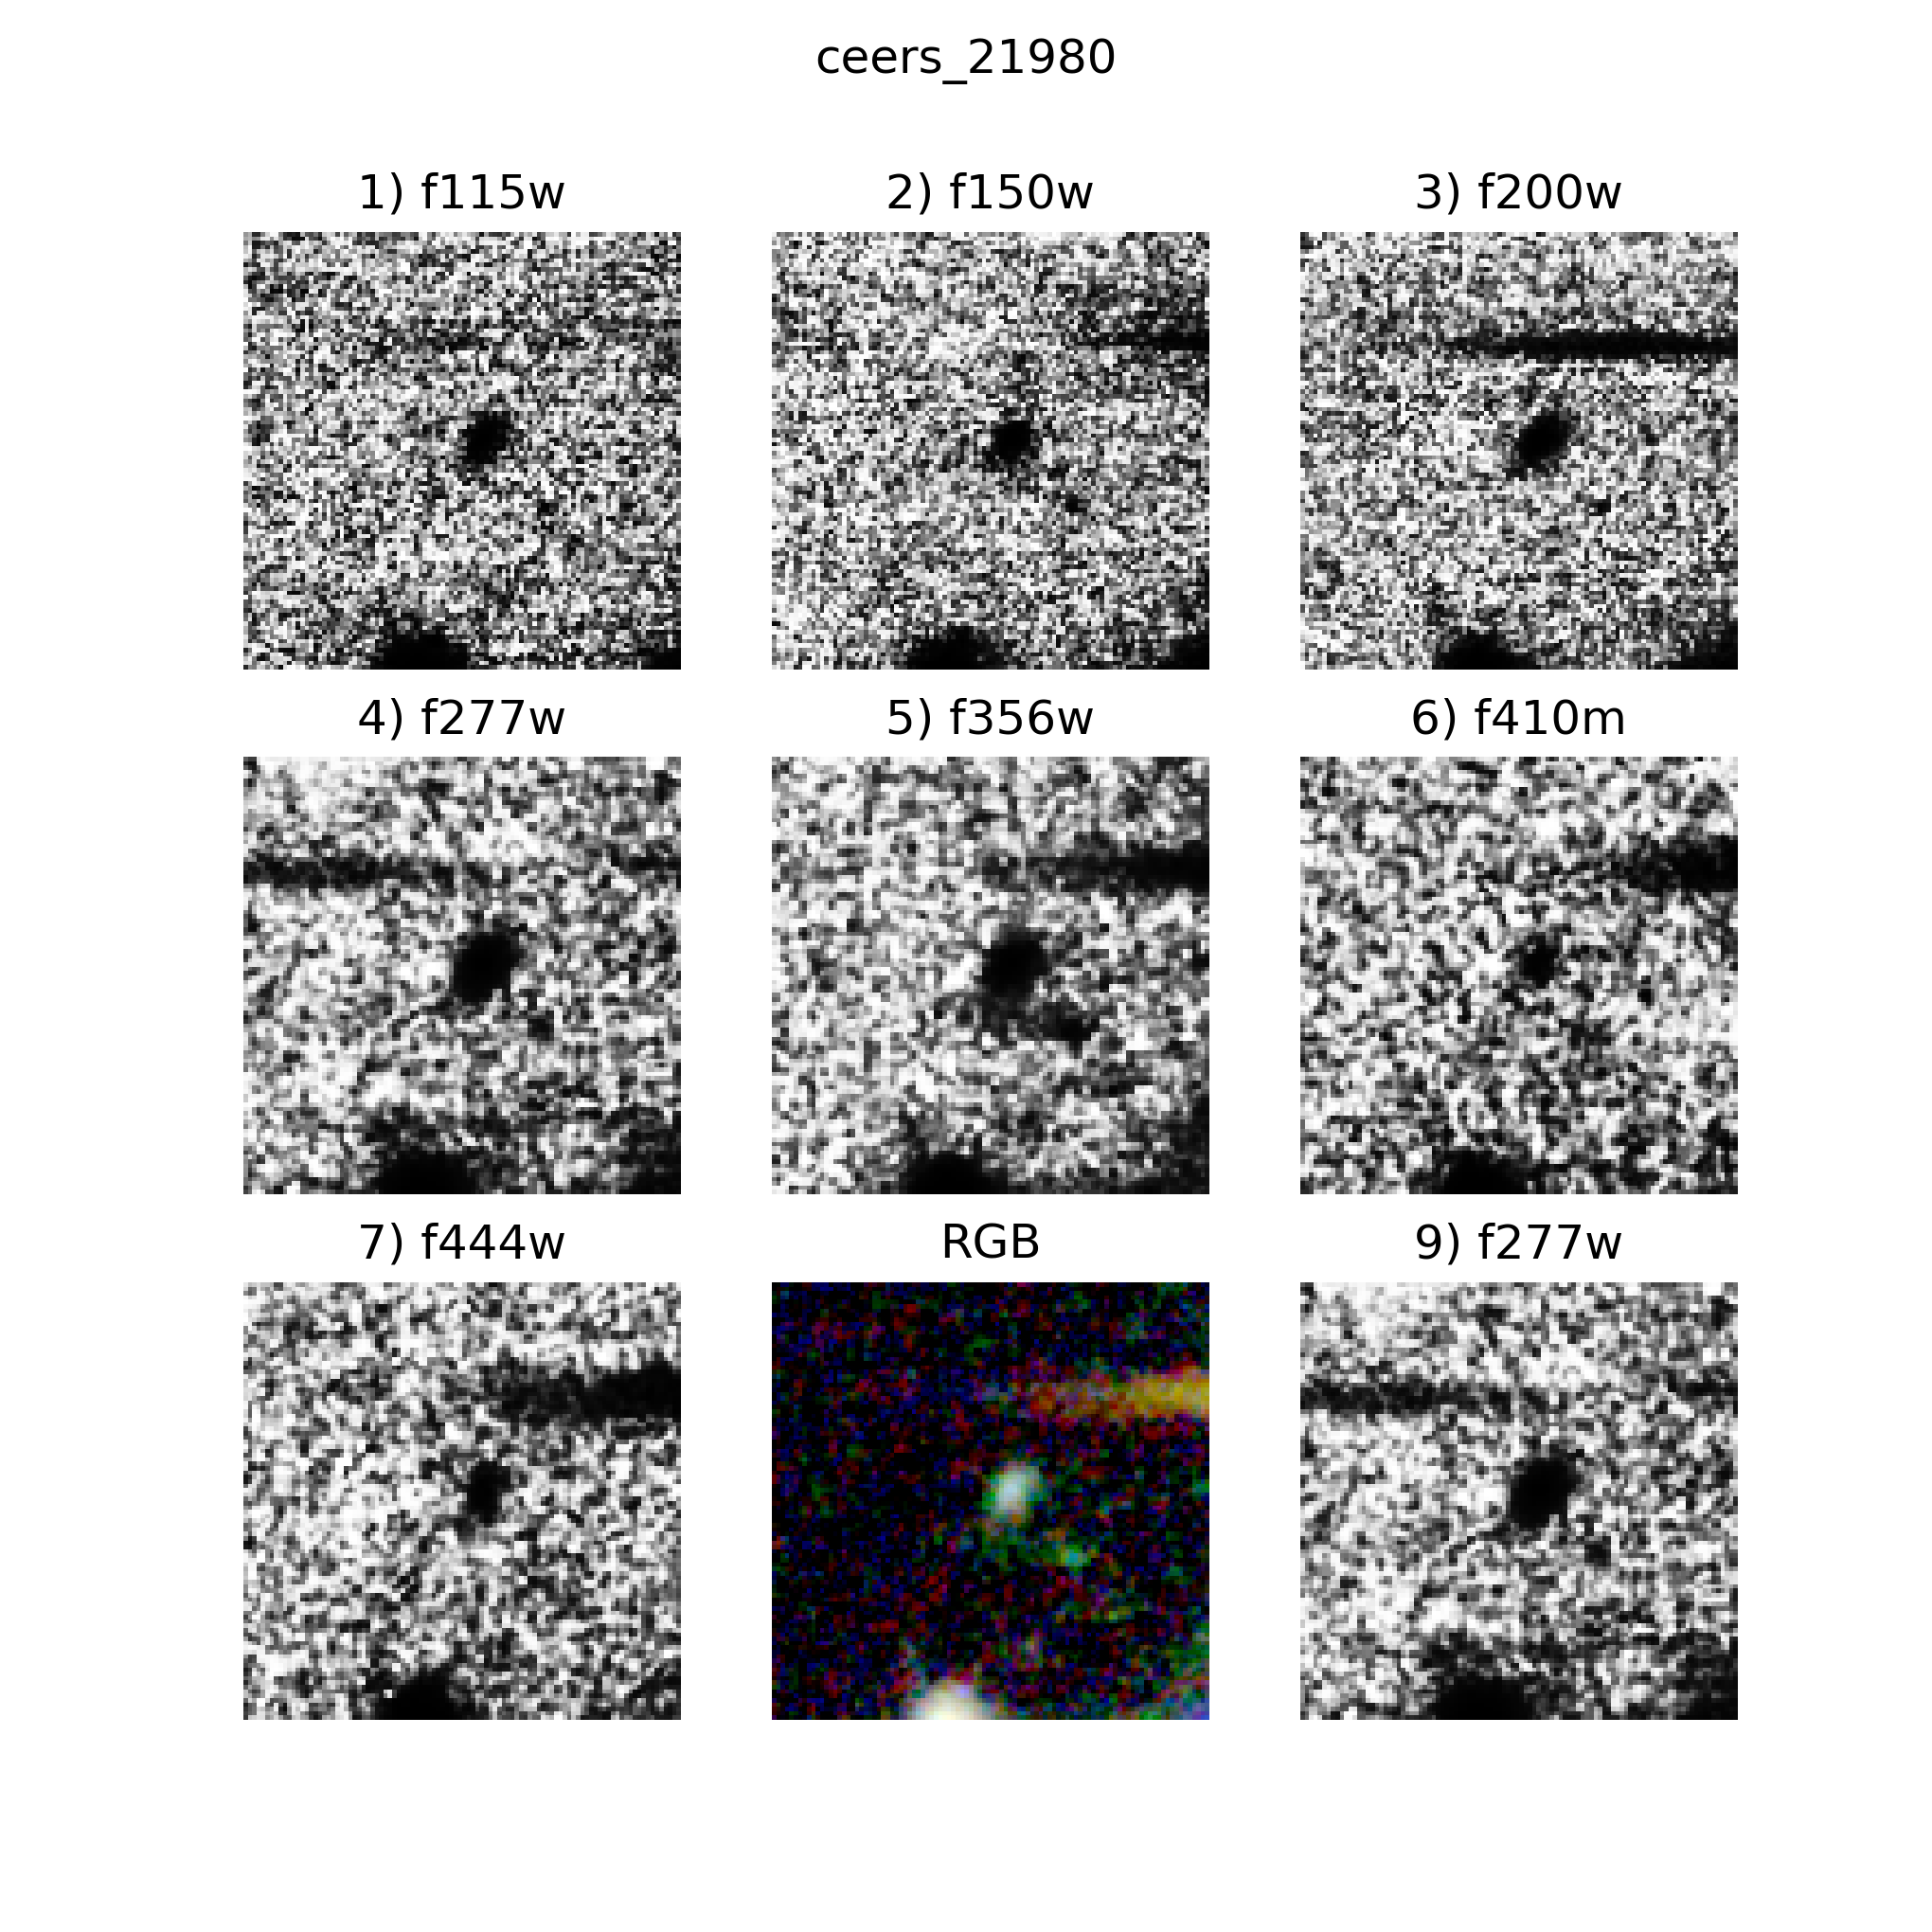 ceers_21980
1) f115w
2) f150w
3) f200w
4) f277w
5) f356w
6) f410m
7) f444w
RGB
9) f277w